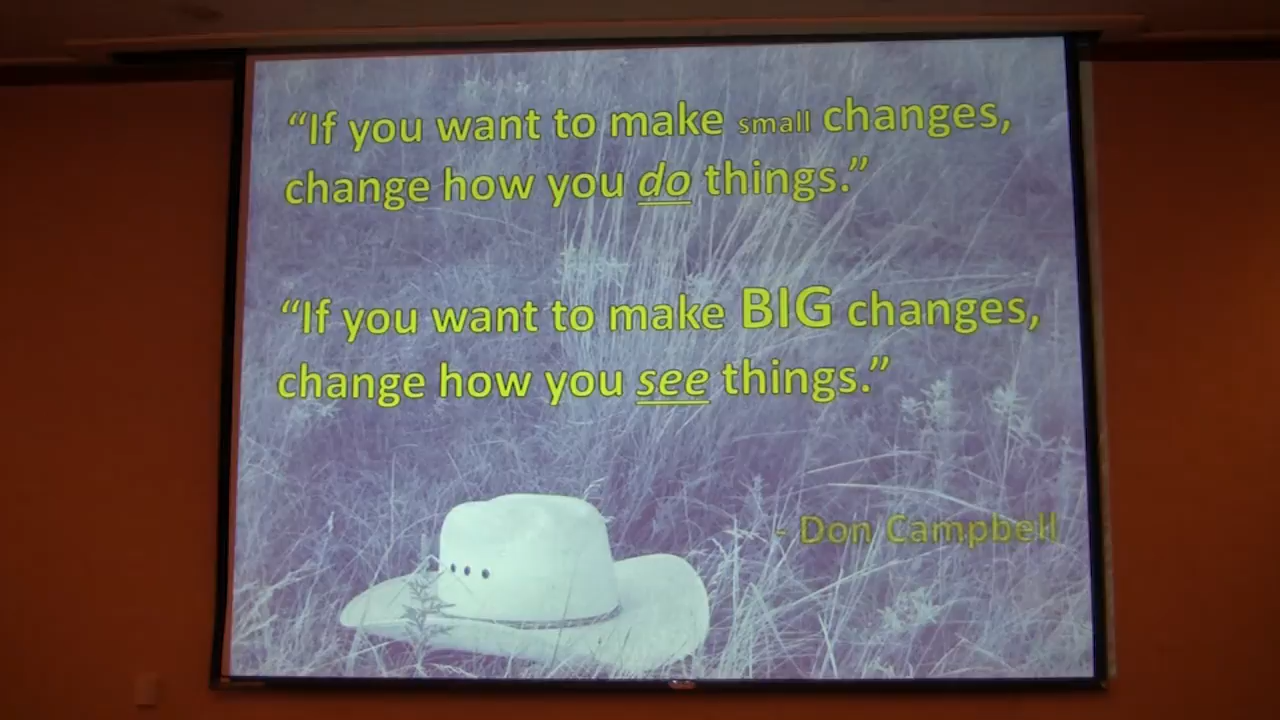 “If you want to make small changes,
change how you do things.”
“If you want to make BIG changes,
change how you see things.”
- Don Campbell